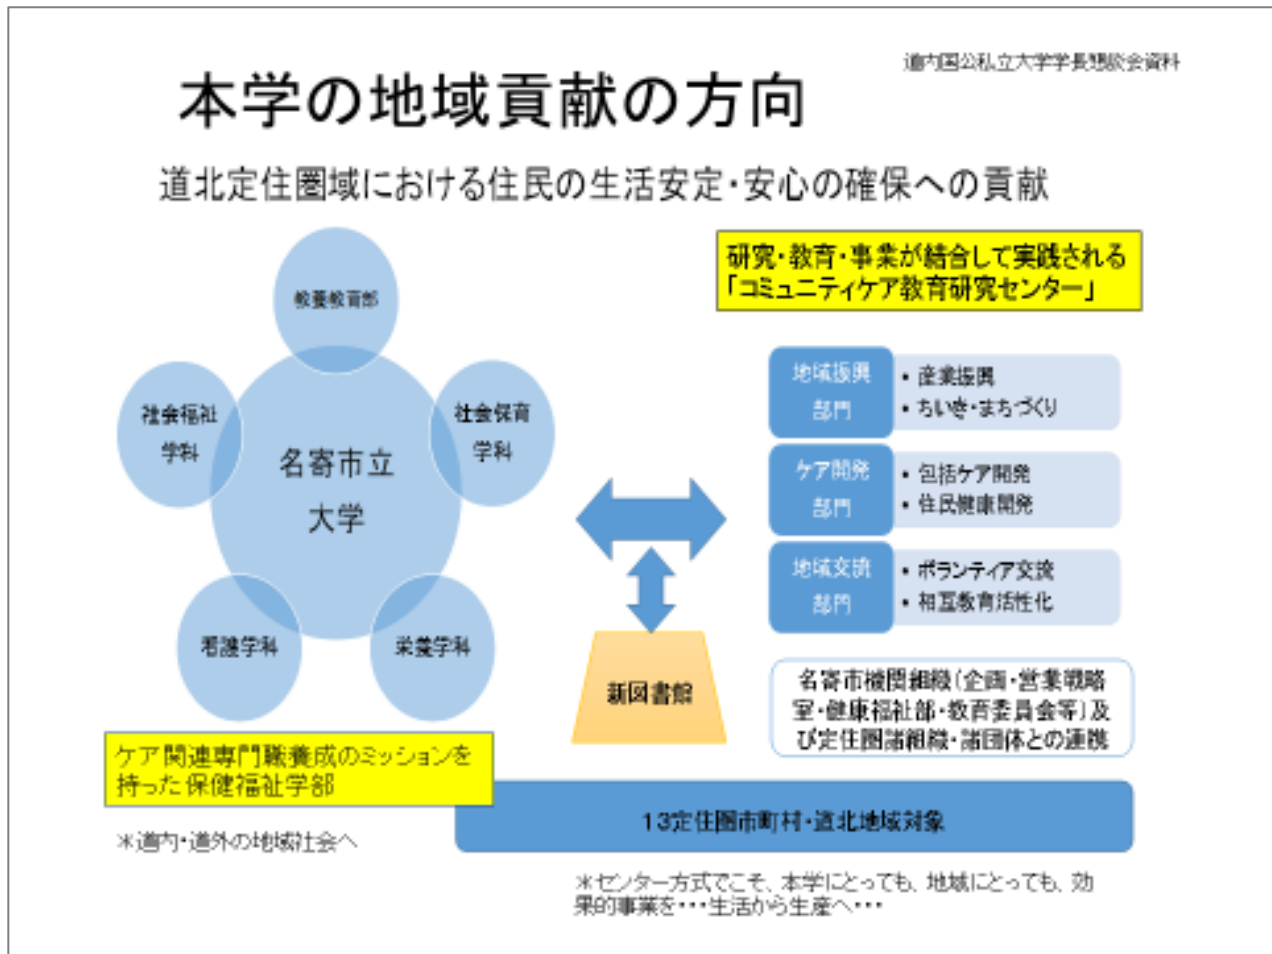 道内国公私立大学学長懇談会資料
本学の地域貢献の方向
道北定住圏域における住民の生活安定・安心の確保への貢献
教養教育部
社会福祉
学科
社会保育
学科
名寄市立
大学
看護学科
栄養学科
ケア関連専門職養成のミッションを
持った保健福祉学部
＊道内・道外の地域社会へ
新図書館
研究・教育・事業が結合して実践される
「コミュニティケア教育研究センター」
地域振興
部門
・産業振興
・ちいき・まちづくり
ケア開発
部門
・包括ケア開発
・住民健康開発
地域交流
部門
・ボランティア交流
・相互教育活性化
名寄市機関組織(企画・営業戦略
室・健康福祉部・教育委員会等)及
び定住圏諸組織・諸団体との連携
13定住圏市町村・道北地域対象
＊センター方式でこそ、本学にとっても、地域にとっても、効
果的事業を・・・生活から生産へ・・・